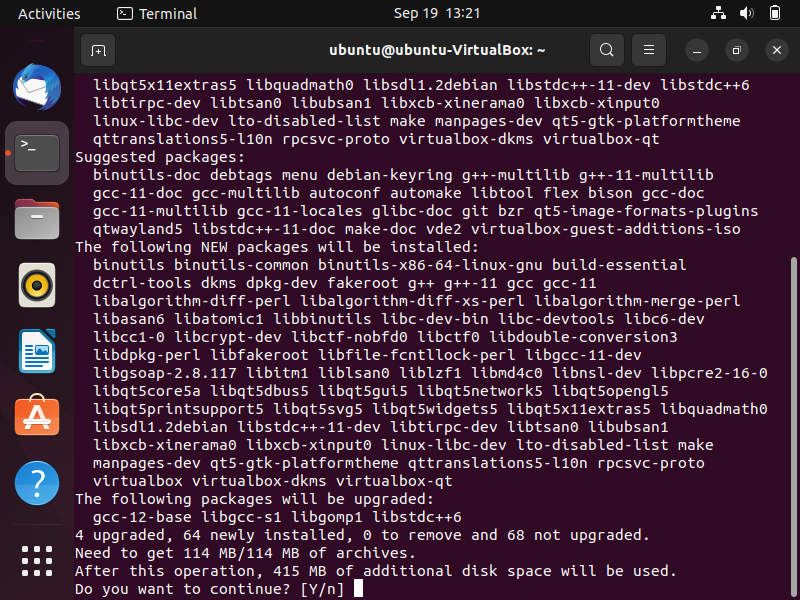 Activities Terminal Sep 19 13:21
ubuntu@ubuntu-VirtualBox: ~
libqt5x11extras5 libquadmath0 libsdl1.2debian libstdc++-11-dev libstdc++6
libtirpc-dev libtsan0 libubsan1 libxcb-xinerama0 libxcb-xinput0
linux-libc-dev lto-disabled-list make manpages-dev qt5-gtk-platformtheme
qttranslations5-l10n rpcsvc-proto virtualbox-dkms virtualbox-qt
Suggested packages:
binutils-doc debtags menu debian-keyring g++-multilib g++-11-multilib
gcc-11-doc gcc-multilib autoconf automake libtool flex bison gcc-doc
gcc-11-multilib gcc-11-locales glibc-doc git bzr qt5-image-formats-plugins
qtwayland5 libstdc++-11-doc make-doc vde2 virtualbox-guest-additions-iso
The following NEW packages will be installed:
binutils binutils-common binutils-x86-64-linux-gnu build-essential
dctrl-tools dkms dpkg-dev fakeroot g++ g++-11 gcc gcc-11
libalgorithm-diff-perl libalgorithm-diff-xs-perl libalgorithm-merge-perl
libasan6 libatomic1 libbinutils libc-dev-bin libc-devtools libc6-dev
libcc1-0 libcrypt-dev libctf-nobfd0 libctf0 libdouble-conversion3
libdpkg-perl libfakeroot libfile-fcntllock-perl libgcc-11-dev
libgsoap-2.8.117 libitm1 liblsan0 liblzf1 libmd4c0 libnsl-dev libpcre2-16-0
libqt5core5a libqt5dbus5 libqt5gui5 libqt5network5 libqt5opengl5
libqt5printsupport5 libqt5svg5 libqt5widgets5 libqt5x11extras5 libquadmath0
libsdl1.2debian libstdc++-11-dev libtirpc-dev libtsan0 libubsan1
libxcb-xinerama0 libxcb-xinput0 linux-libc-dev lto-disabled-list make
manpages-dev qt5-gtk-platformtheme qttranslations5-l10n rpcsvc-proto
virtualbox virtualbox-dkms virtualbox-qt
The following packages will be upgraded:
gcc-12-base libgcc-s1 libgomp1 libstdc++6
4 upgraded, 64 newly installed, 0 to remove and 68 not upgraded.
Need to get 114 MB/114 MB of archives.
After this operation, 415 MB of additional disk space will be used.
Do you want to continue? [Y/n]